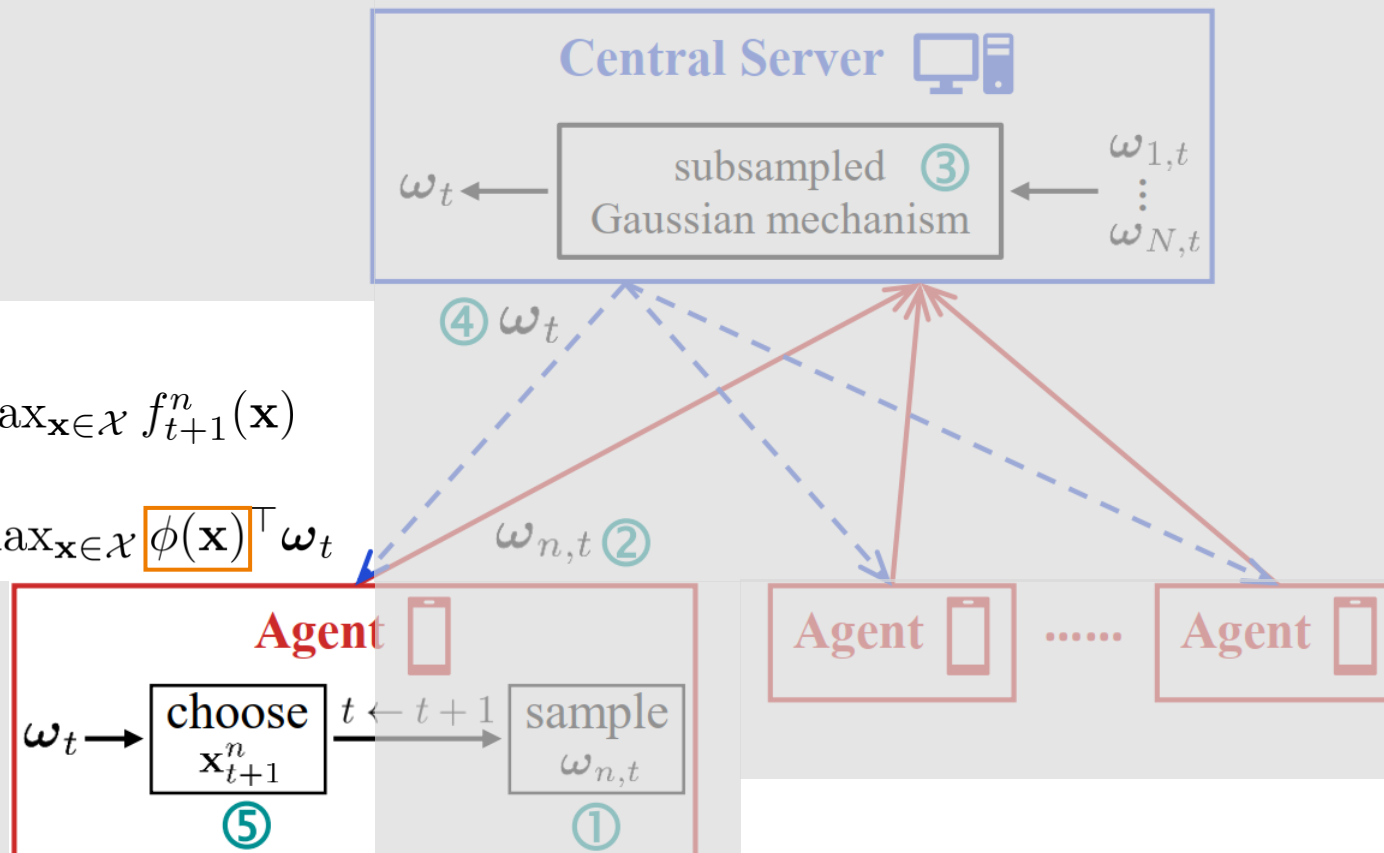 Central Server
subsampled ③
Gaussian mechanism
ω_t
ω_{1,t}
⋮
ω_{N,t}
④ ω_t
ax_{x∈𝒳} f^n_{t+1}(x)
ax_{x∈𝒳} ϕ(x)^⊤ ω_t
ω_{n,t} ②
Agent
Agent
......
Agent
ω_t
choose
x^n_{t+1}
⑤
t ← t + 1
sample
ω_{n,t}
①